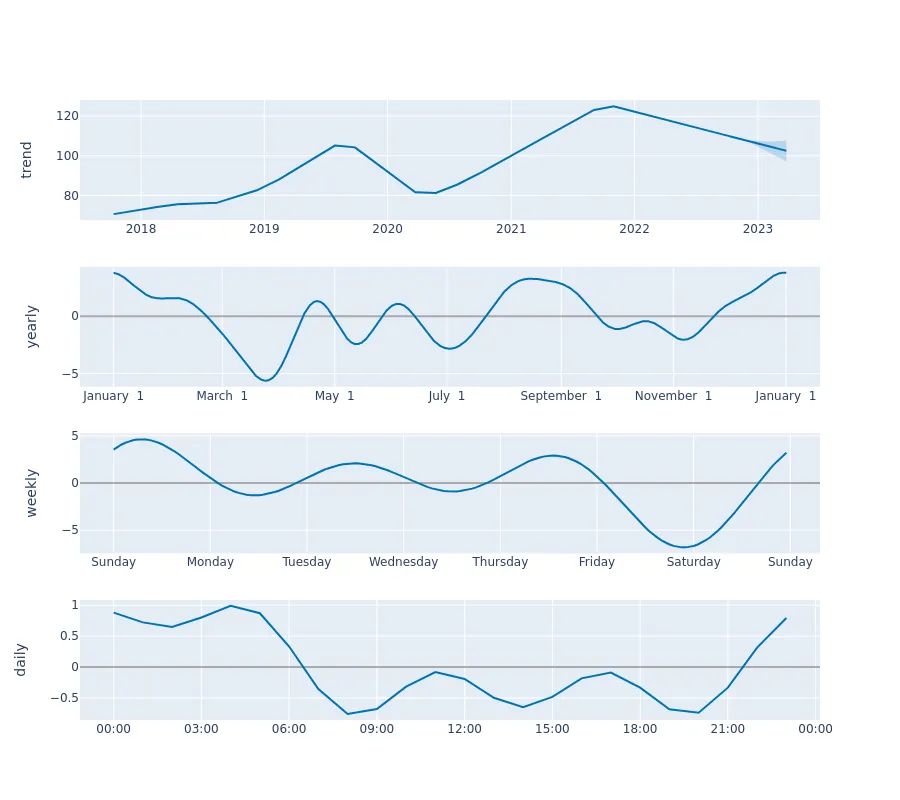 trend
120
100
80
2018 2019 2020 2021 2022 2023
yearly
0
−5
January 1 March 1 May 1 July 1 September 1 November 1 January 1
weekly
5
0
−5
Sunday Monday Tuesday Wednesday Thursday Friday Saturday Sunday
daily
1
0.5
0
−0.5
00:00 03:00 06:00 09:00 12:00 15:00 18:00 21:00 00:00